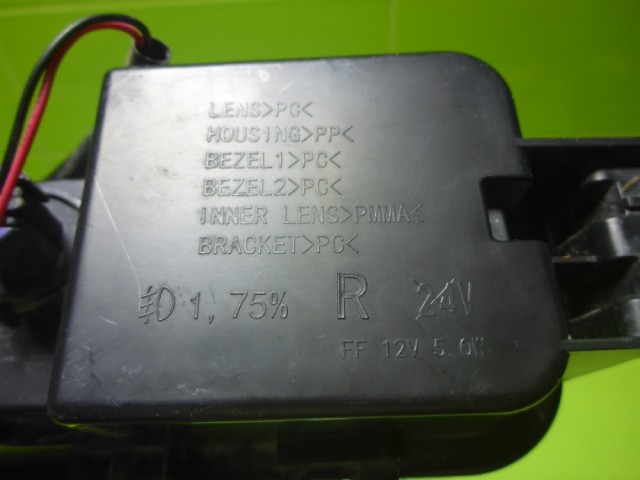 LENS>PC<
HOUSING>PP<
BEZEL1>PC<
BEZEL2>PC<
INNER LENS>PMMA<
BRACKET>PC<
1,75% R 24V
FF 12V 5.0W